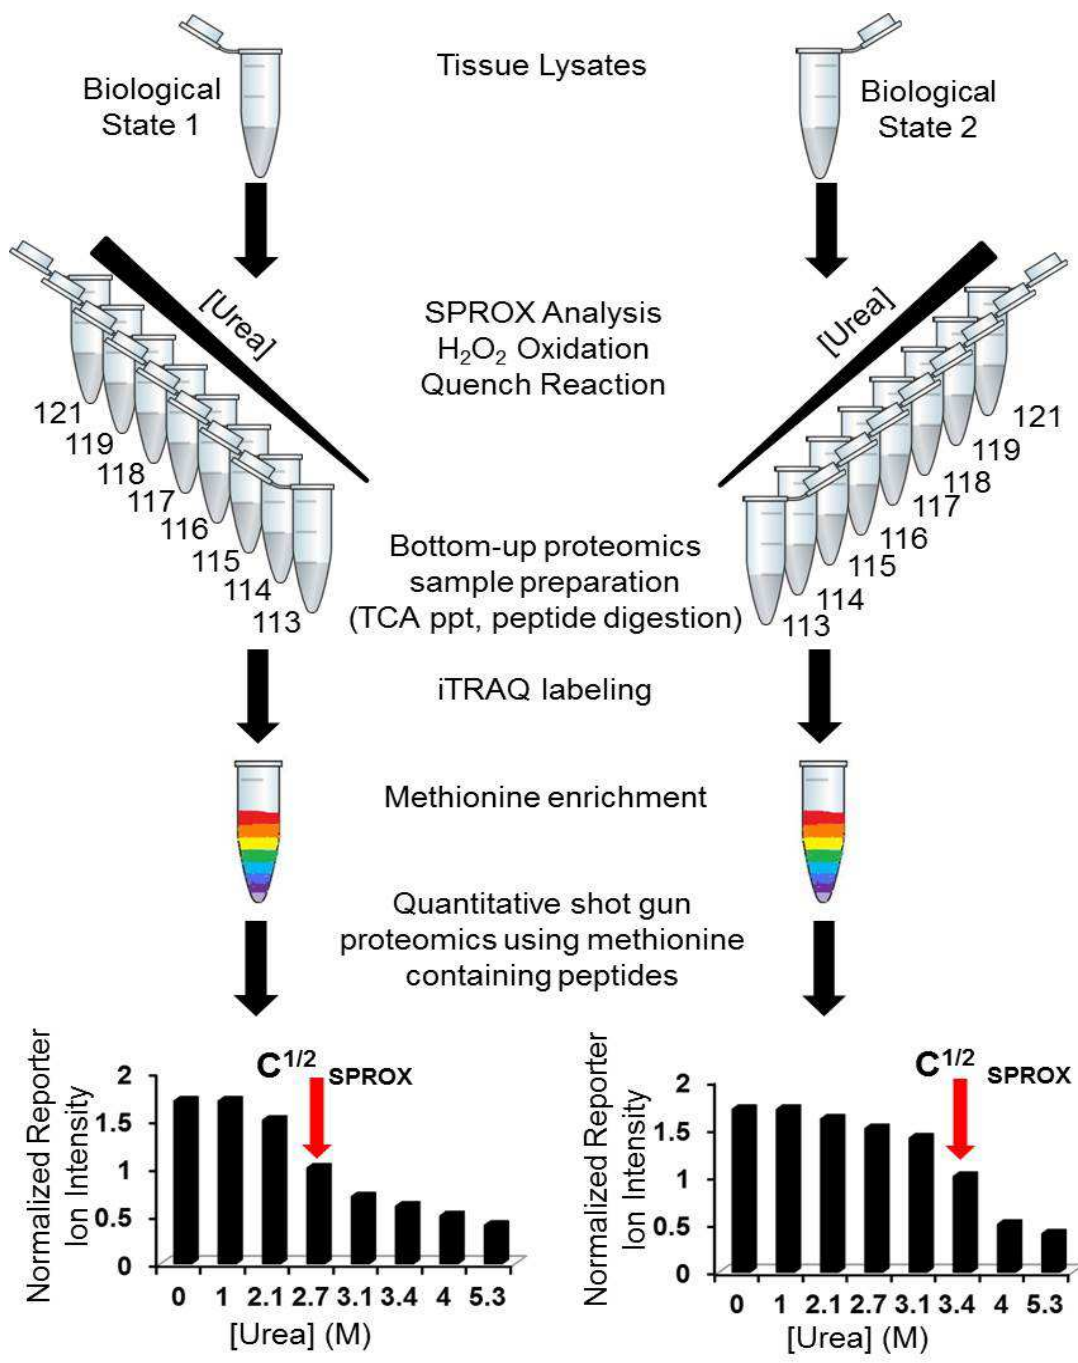 Tissue Lysates
Biological
State 1
Biological
State 2
[Urea]
[Urea]
SPROX Analysis
H₂O₂ Oxidation
Quench Reaction
121
119
118
117
116
115
114
113
121
119
118
117
116
115
114
113
Bottom-up proteomics
sample preparation
(TCA ppt, peptide digestion)
iTRAQ labeling
Methionine enrichment
Quantitative shot gun
proteomics using methionine
containing peptides
C¹/² SPROX
Normalized Reporter
Ion Intensity
2
1.5
1
0.5
0
0 1 2.1 2.7 3.1 3.4 4 5.3
[Urea] (M)
C¹/² SPROX
Normalized Reporter
Ion Intensity
2
1.5
1
0.5
0
0 1 2.1 2.7 3.1 3.4 4 5.3
[Urea] (M)